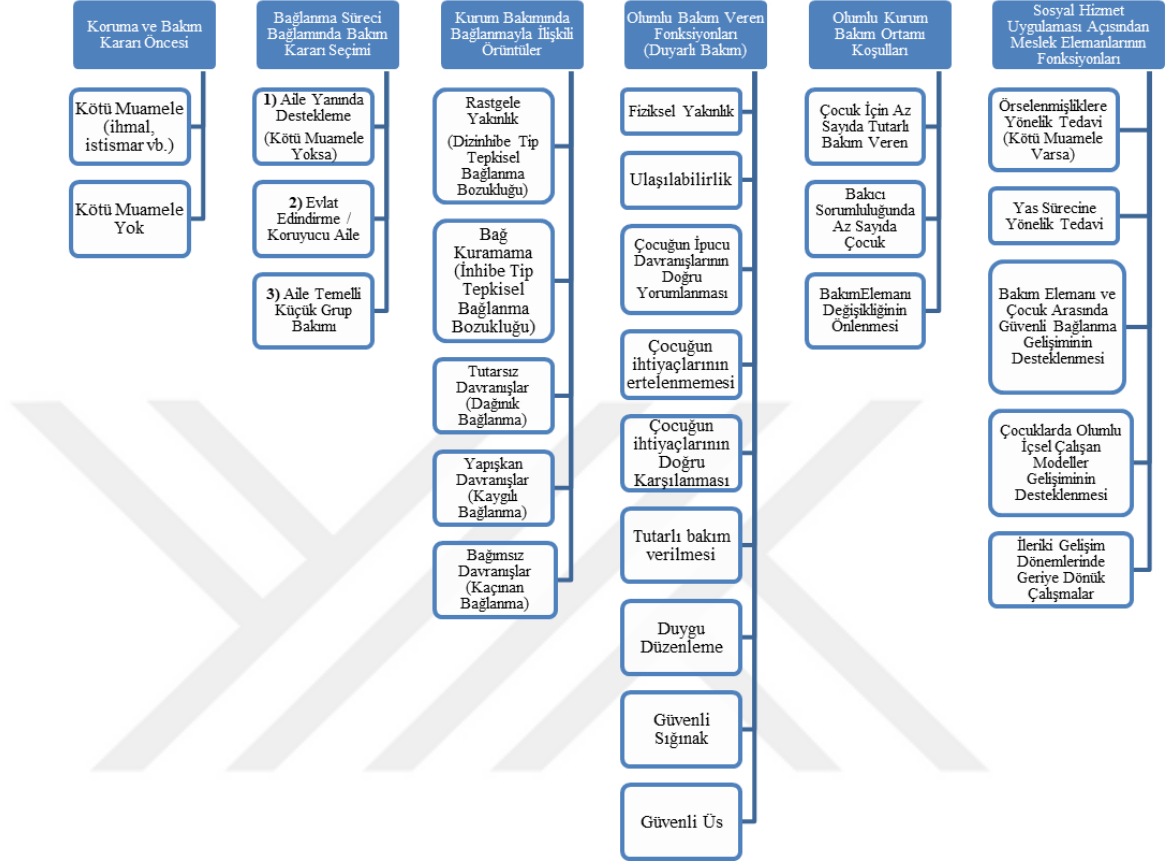 Koruma ve Bakım
Kararı Öncesi
Kötü Muamele
(ihmal,
istismar vb.)
Kötü Muamele
Yok
Bağlanma Süreci
Bağlamında Bakım
Kararı Seçimi
1) Aile Yanında
Destekleme
(Kötü Muamele
Yoksa)
2) Evlat
Edindirme /
Koruyucu Aile
3) Aile Temelli
Küçük Grup
Bakımı
Kurum Bakımında
Bağlanmayla İlişkili
Örüntüler
Rastgele
Yakınlık
(Dizinhibe Tip
Tepkisel
Bağlanma
Bozukluğu)
Bağ
Kuramama
(İnhibe Tip
Tepkisel
Bağlanma
Bozukluğu)
Tutarsız
Davranışlar
(Dağınık
Bağlanma)
Yapışkan
Davranışlar
(Kaygılı
Bağlanma)
Bağımsız
Davranışlar
(Kaçınan
Bağlanma)
Olumlu Bakım Veren
Fonksiyonları
(Duyarlı Bakım)
Fiziksel Yakınlık
Ulaşılabilirlik
Çocuğun İpucu
Davranışlarının
Doğru
Yorumlanması
Çocuğun
ihtiyaçlarının
ertelenmemesi
Çocuğun
ihtiyaçlarının
Doğru
Karşılanması
Tutarlı bakım
verilmesi
Duygu
Düzenleme
Güvenli
Sığınak
Güvenli Üs
Olumlu Kurum
Bakım Ortamı
Koşulları
Çocuk İçin Az
Sayıda Tutarlı
Bakım Veren
Bakıcı
Sorumluluğunda
Az Sayıda
Çocuk
BakımElemanı
Değişikliğinin
Önlenmesi
Sosyal Hizmet
Uygulaması Açısından
Meslek Elemanlarının
Fonksiyonları
Örselenmişliklere
Yönelik Tedavi
(Kötü Muamele
Varsa)
Yas Sürecine
Yönelik Tedavi
Bakım Elemanı ve
Çocuk Arasında
Güvenli Bağlanma
Gelişiminin
Desteklenmesi
Çocuklarda Olumlu
İçsel Çalışan
Modeller
Gelişiminin
Desteklenmesi
İleriki Gelişim
Dönemlerinde
Geriye Dönük
Çalışmalar